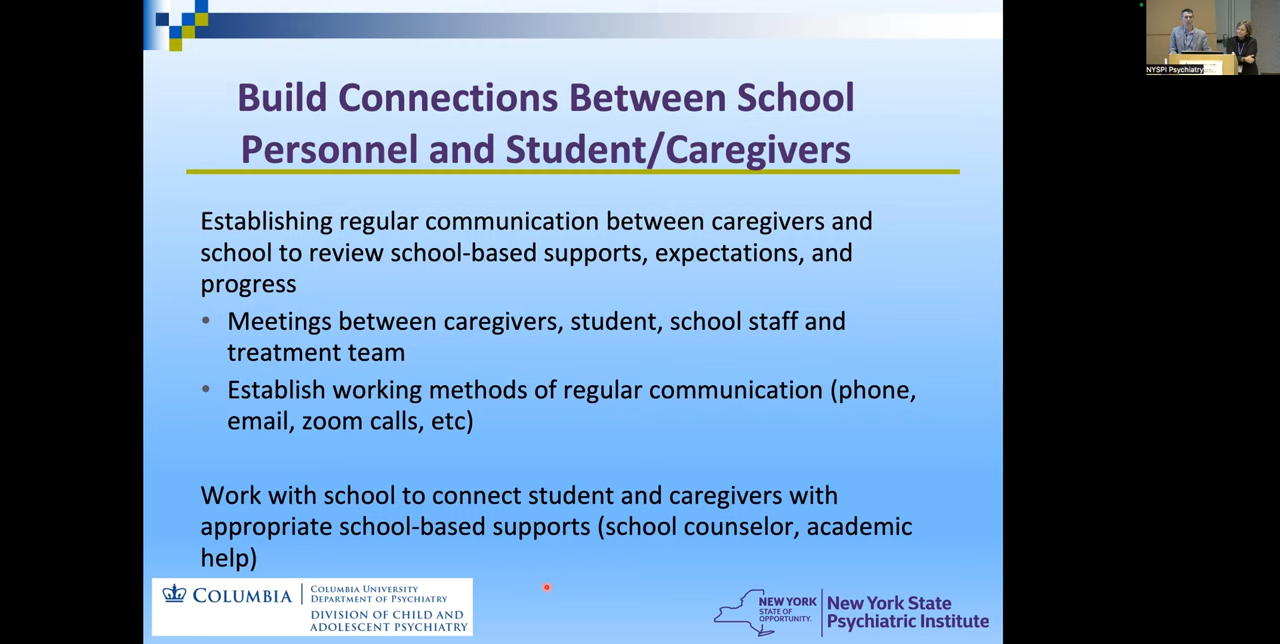 NYSPI Psychiatry
Build Connections Between School
Personnel and Student/Caregivers
Establishing regular communication between caregivers and
school to review school-based supports, expectations, and
progress
• Meetings between caregivers, student, school staff and
treatment team
• Establish working methods of regular communication (phone,
email, zoom calls, etc)
Work with school to connect student and caregivers with
appropriate school-based supports (school counselor, academic
help)
COLUMBIA
COLUMBIA UNIVERSITY
DEPARTMENT OF PSYCHIATRY
DIVISION OF CHILD AND
ADOLESCENT PSYCHIATRY
NEW YORK
STATE OF
OPPORTUNITY.
New York State
Psychiatric Institute